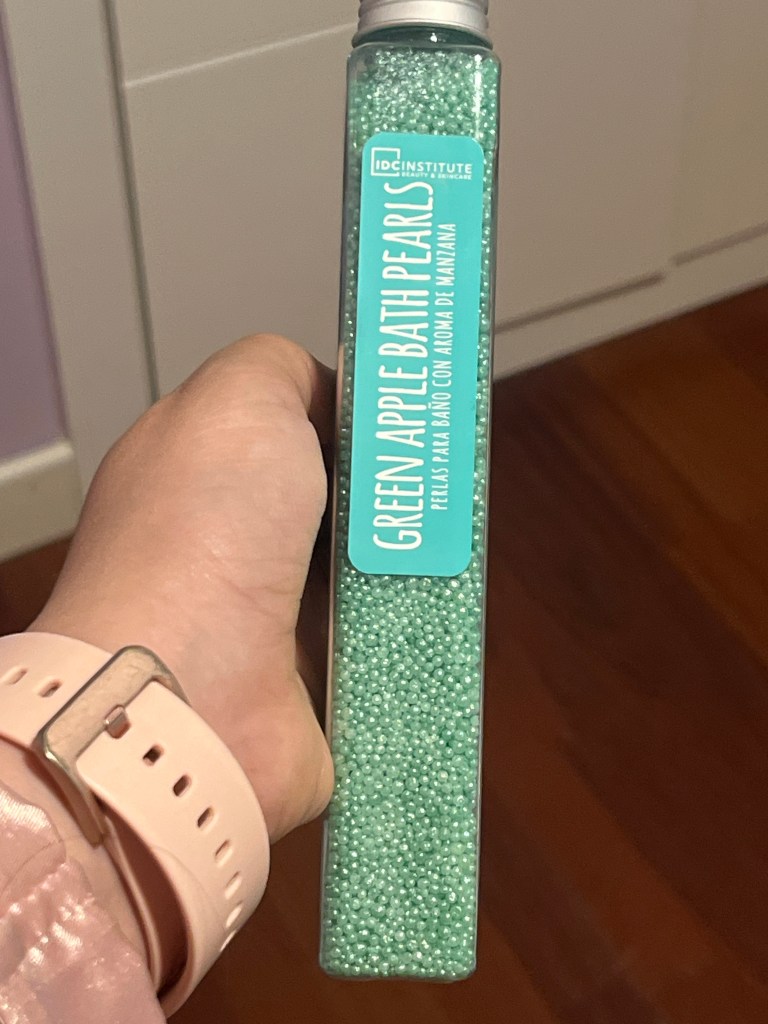 IDC INSTITUTE
BEAUTY & SKINCARE
GREEN APPLE BATH PEARLS
PERLAS PARA BAÑO CON AROMA DE MANZANA